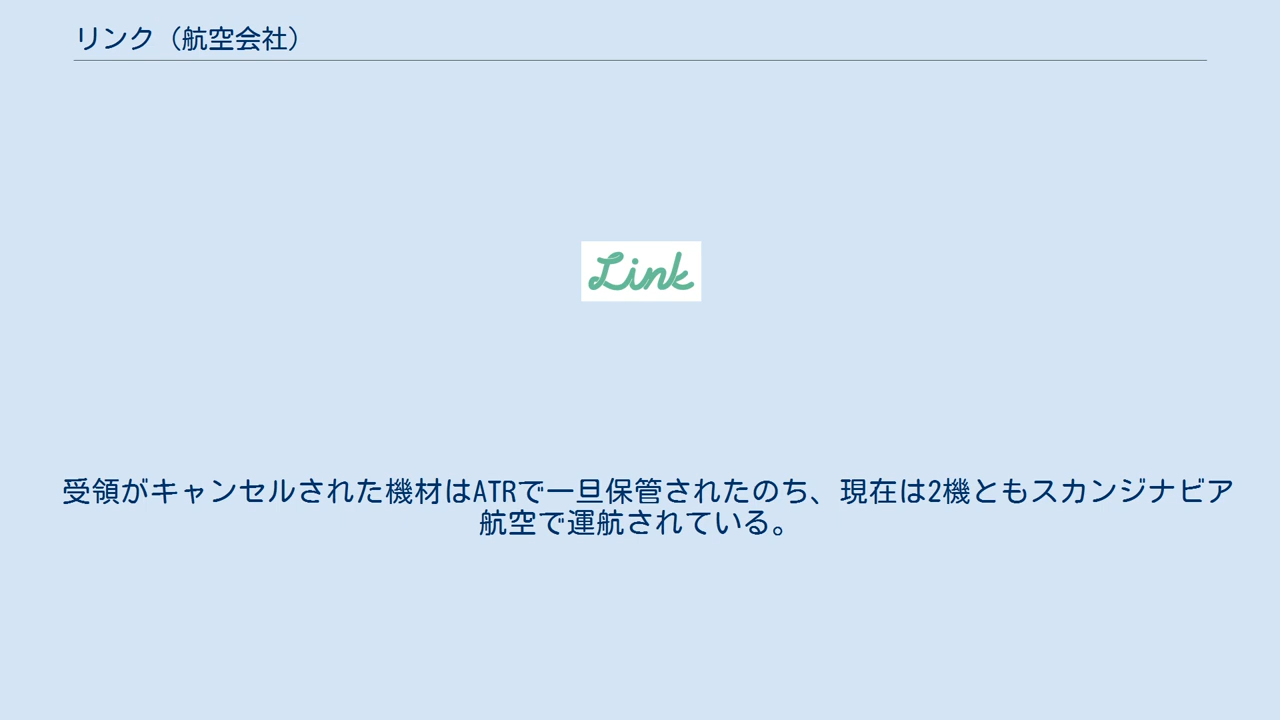 リンク（航空会社）
Link
受領がキャンセルされた機材はATRで一旦保管されたのち、現在は2機ともスカンジナビア
航空で運航されている。